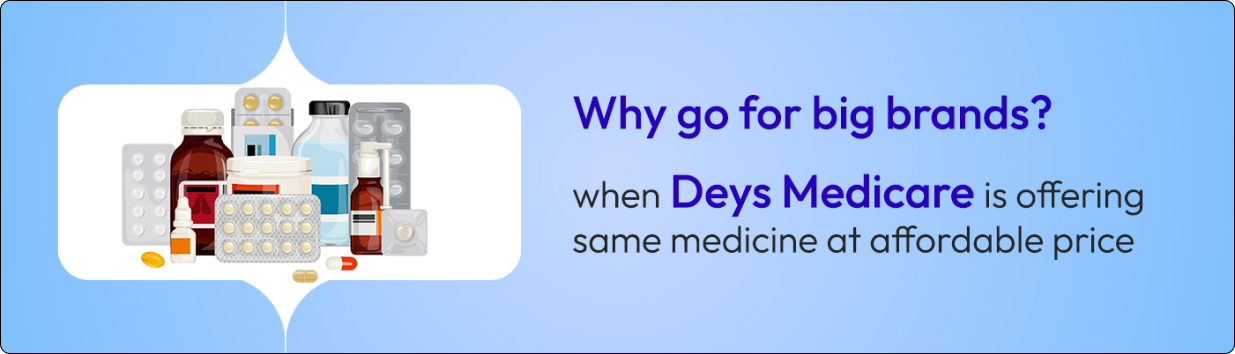 Why go for big brands?
when Deys Medicare is offering
same medicine at affordable price